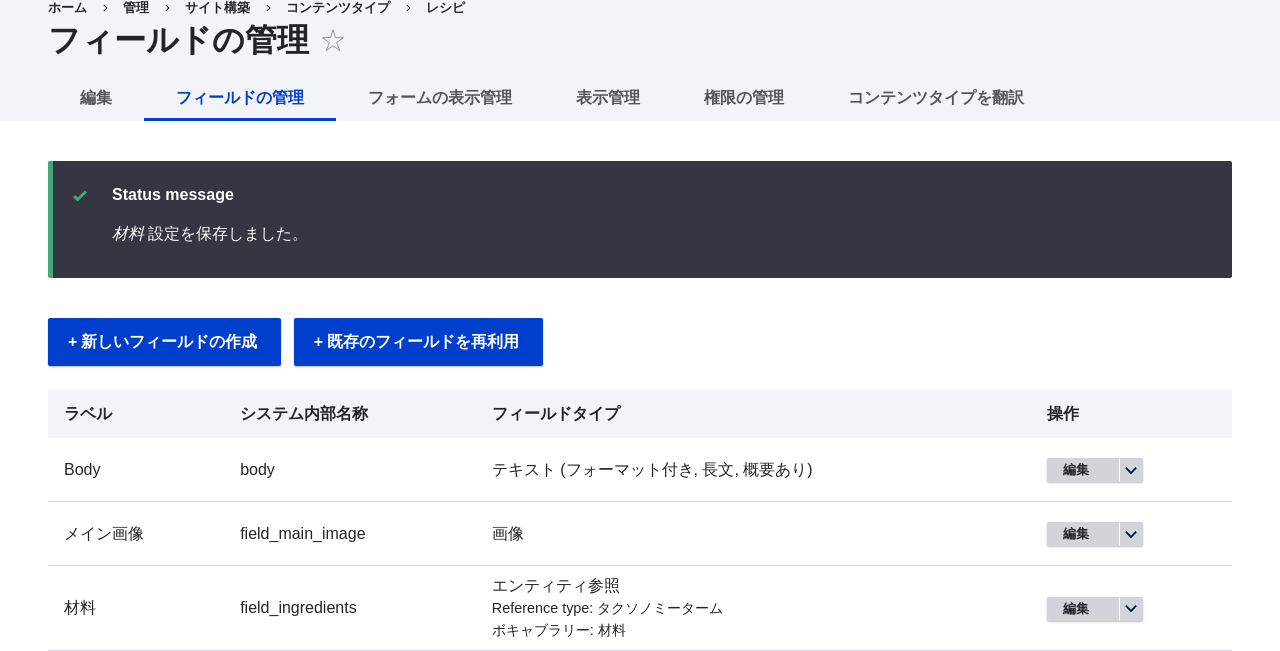 ホーム › 管理 › サイト構築 › コンテンツタイプ › レシピ
フィールドの管理 ☆
編集 フィールドの管理 フォームの表示管理 表示管理 権限の管理 コンテンツタイプを翻訳
Status message
材料 設定を保存しました。
+ 新しいフィールドの作成 + 既存のフィールドを再利用
ラベル システム内部名称 フィールドタイプ 操作
Body body テキスト (フォーマット付き, 長文, 概要あり) 編集
メイン画像 field_main_image 画像 編集
エンティティ参照
材料 field_ingredients Reference type: タクソノミーターム 編集
ボキャブラリー: 材料